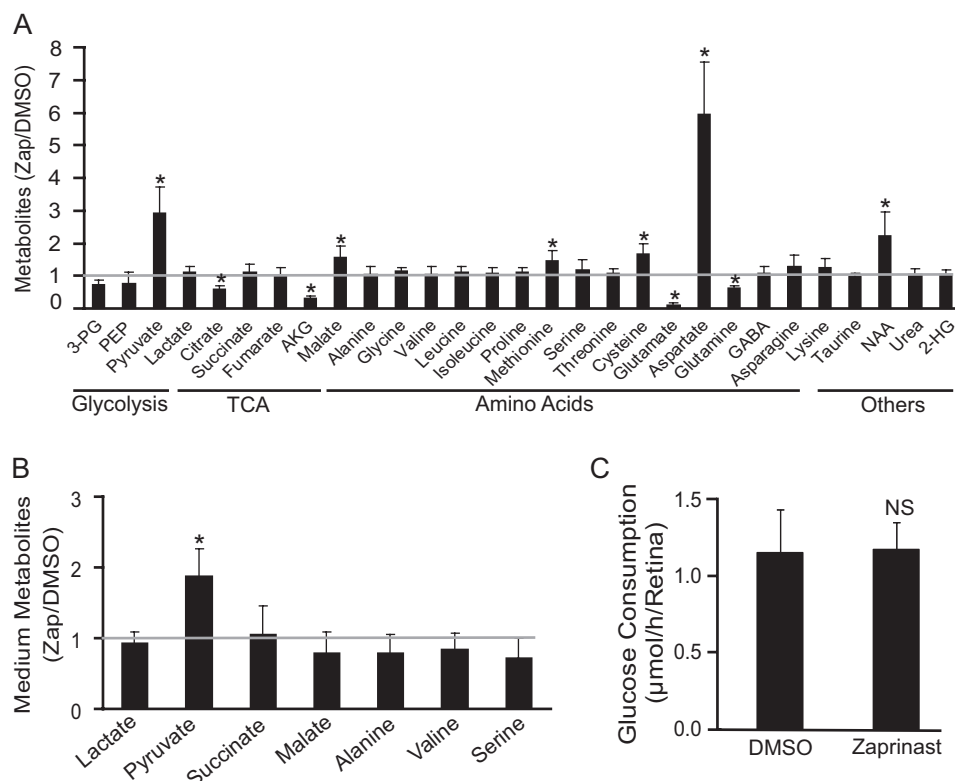 A
Metabolites (Zap/DMSO)
8
7
6
5
4
3
2
1
0
* * * * * * * * * * *
3-PG
PEP
Pyruvate
Lactate
Citrate
Succinate
Fumarate
AKG
Malate
Alanine
Glycine
Valine
Leucine
Isoleucine
Proline
Methionine
Serine
Threonine
Cysteine
Glutamate
Aspartate
Glutamine
GABA
Asparagine
Lysine
Taurine
NAA
Urea
2-HG
Glycolysis TCA Amino Acids Others
B
Medium Metabolites
(Zap/DMSO)
3
2
1
0
*
Lactate
Pyruvate
Succinate
Malate
Alanine
Valine
Serine
C
Glucose Consumption
(μmol/h/Retina)
1.5
1.0
0.5
0.0
NS
DMSO Zaprinast